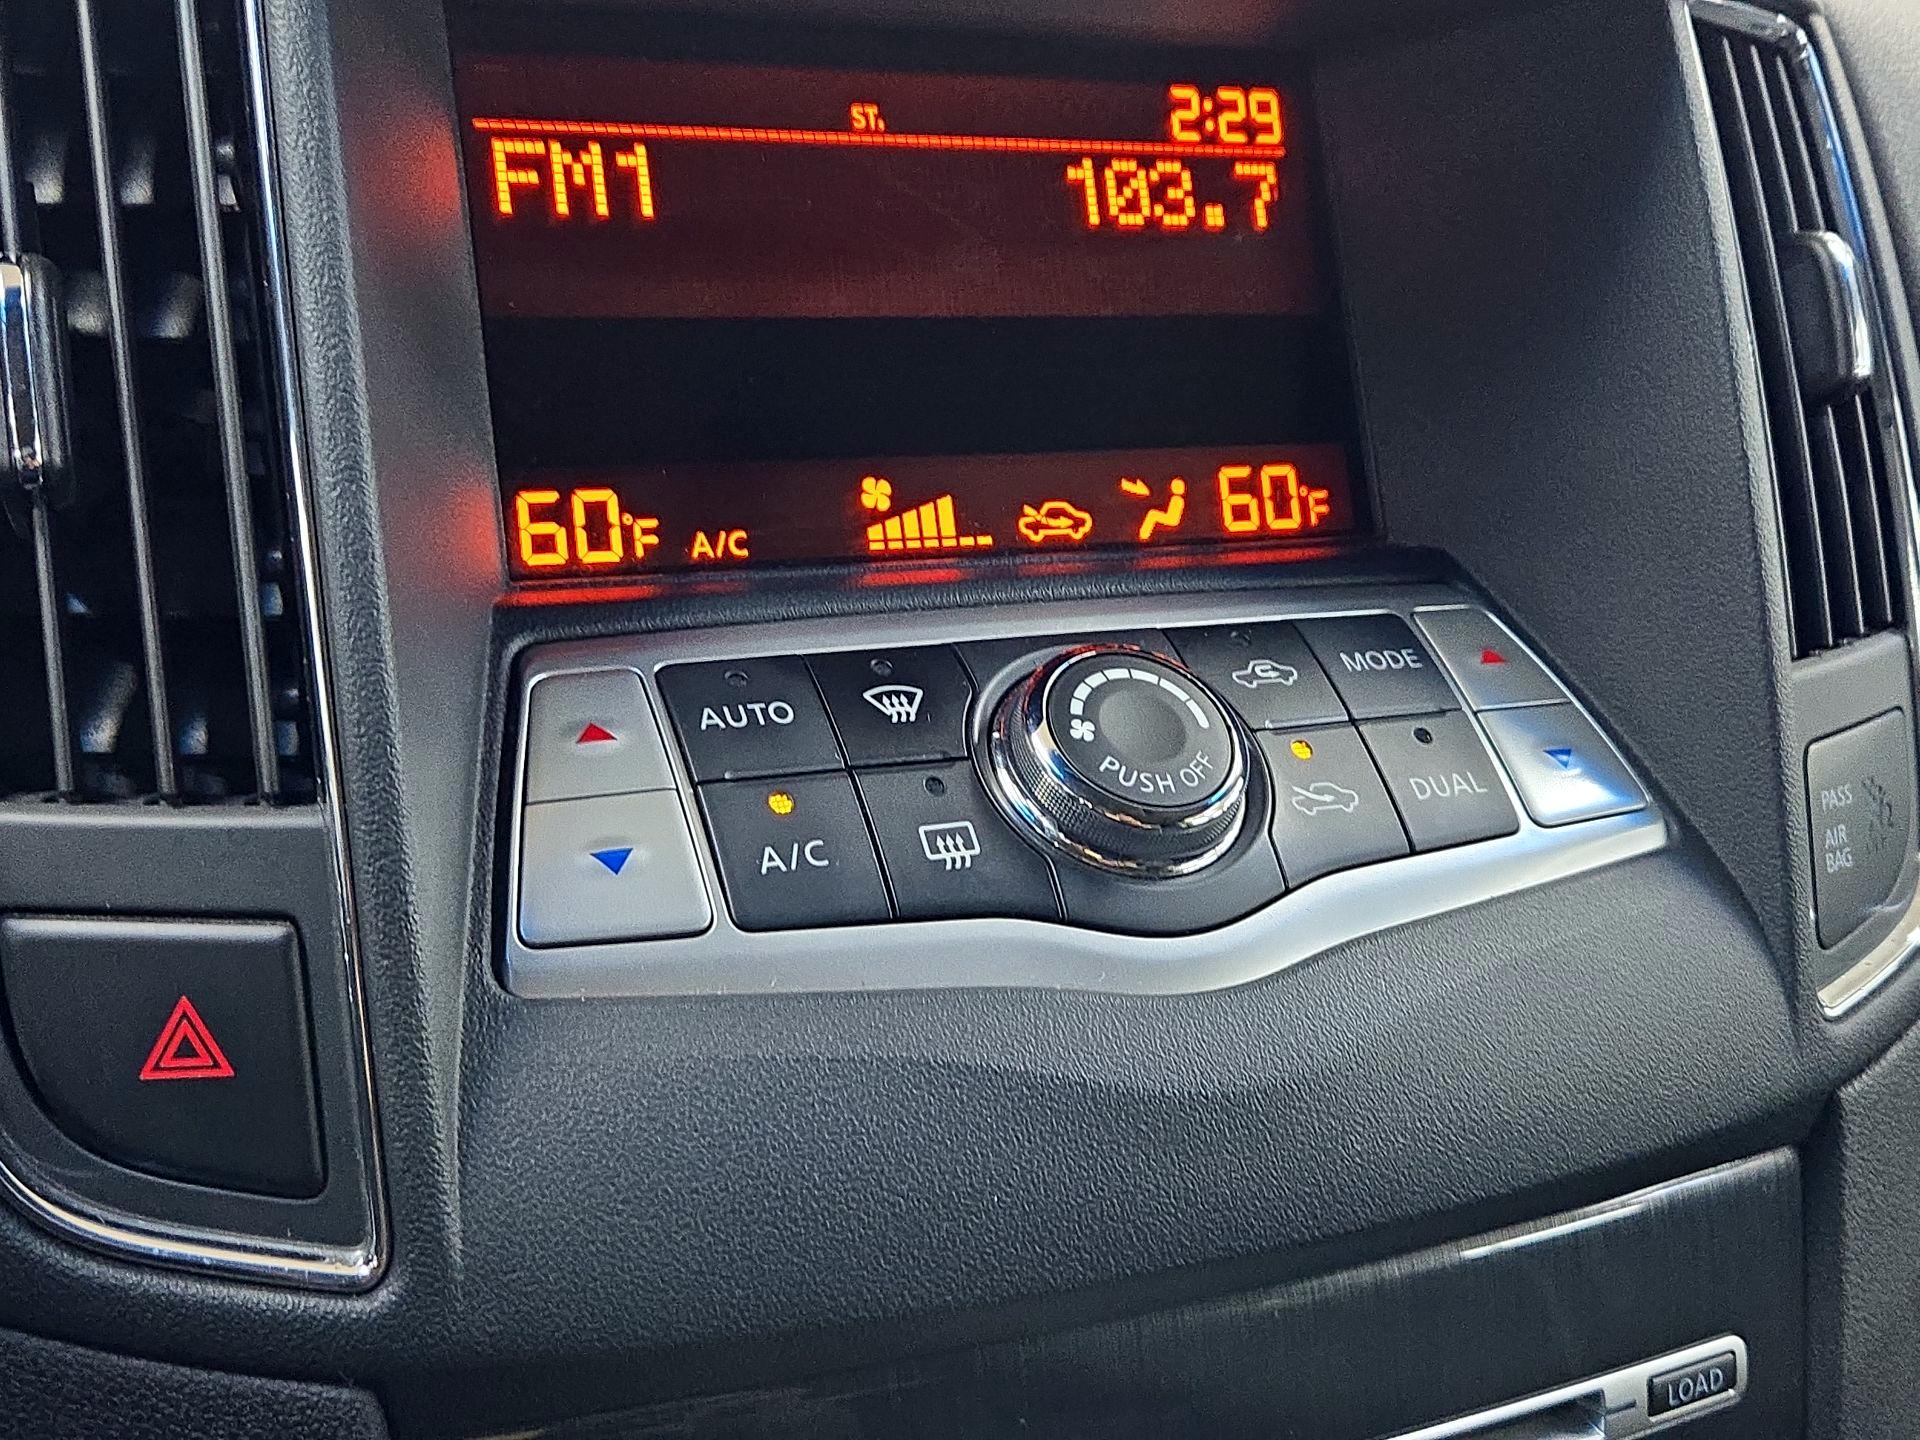 ST. 2:29
FM1 103.7
60°F A/C 60°F
AUTO MODE
PUSH OFF
A/C DUAL
PASS
AIR
BAG
LOAD